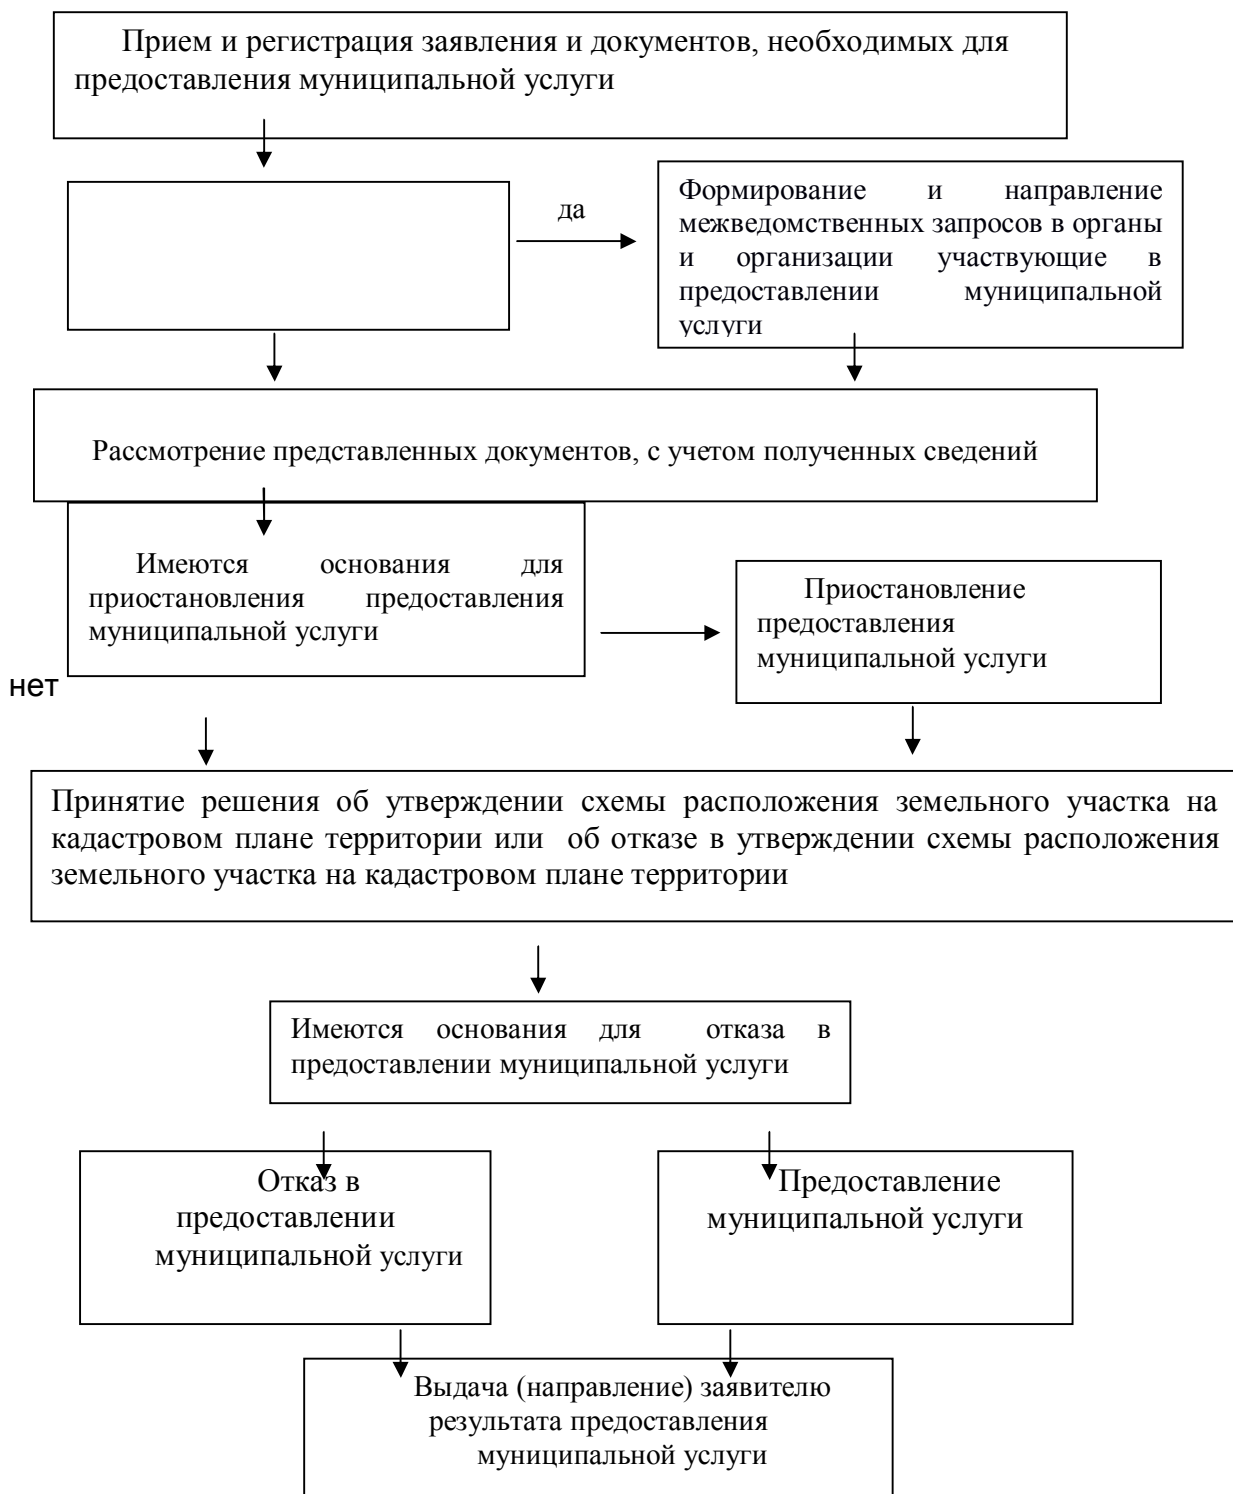 Прием и регистрация заявления и документов, необходимых для
предоставления муниципальной услуги
да
Формирование и направление
межведомственных запросов в органы
и организации участвующие в
предоставлении муниципальной
услуги
Рассмотрение представленных документов, с учетом полученных сведений
Имеются основания для
приостановления предоставления
муниципальной услуги
Приостановление
предоставления
муниципальной услуги
нет
Принятие решения об утверждении схемы расположения земельного участка на
кадастровом плане территории или об отказе в утверждении схемы расположения
земельного участка на кадастровом плане территории
Имеются основания для отказа в
предоставлении муниципальной услуги
Отказ в
предоставлении
муниципальной услуги
Предоставление
муниципальной услуги
Выдача (направление) заявителю
результата предоставления
муниципальной услуги